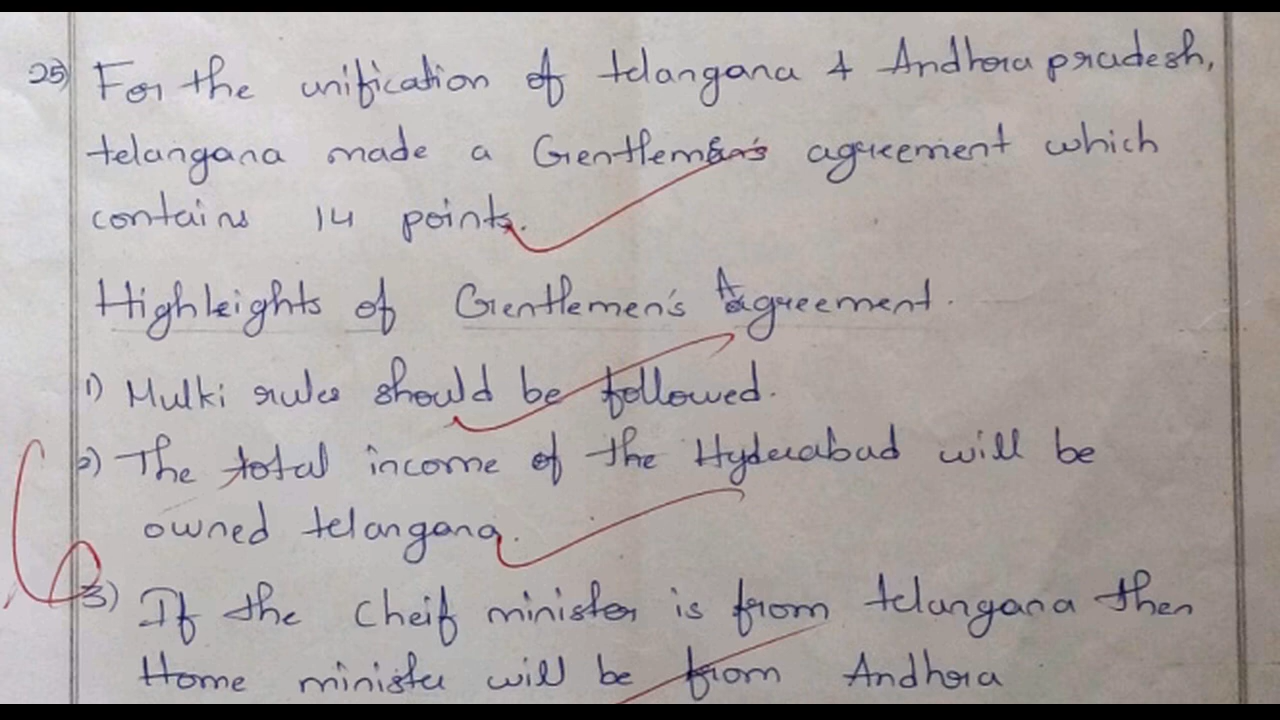 25) For the unification of telangana & Andhra pradesh,
telangana made a Gentlemen's agreement which
contains 14 points.
Highleights of Gentlemen's Agreement.
1) Mulki rules should be followed.
2) The total income of the Hyderabad will be
owned telangana.
3) If the Cheif minister is from telangana then
Home minister will be from Andhra